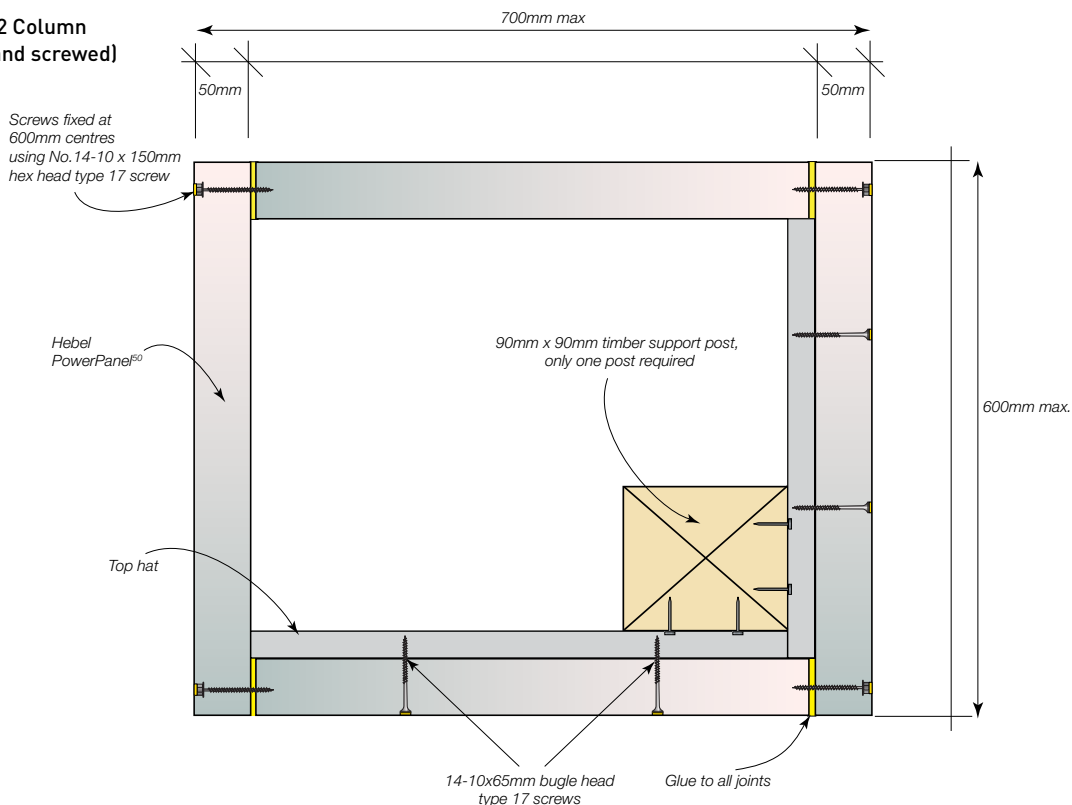 2 Column
and screwed)
700mm max
50mm
50mm
Screws fixed at
600mm centres
using No.14-10 x 150mm
hex head type 17 screw
Hebel
PowerPanel50
90mm x 90mm timber support post,
only one post required
600mm max.
Top hat
14-10x65mm bugle head
type 17 screws
Glue to all joints